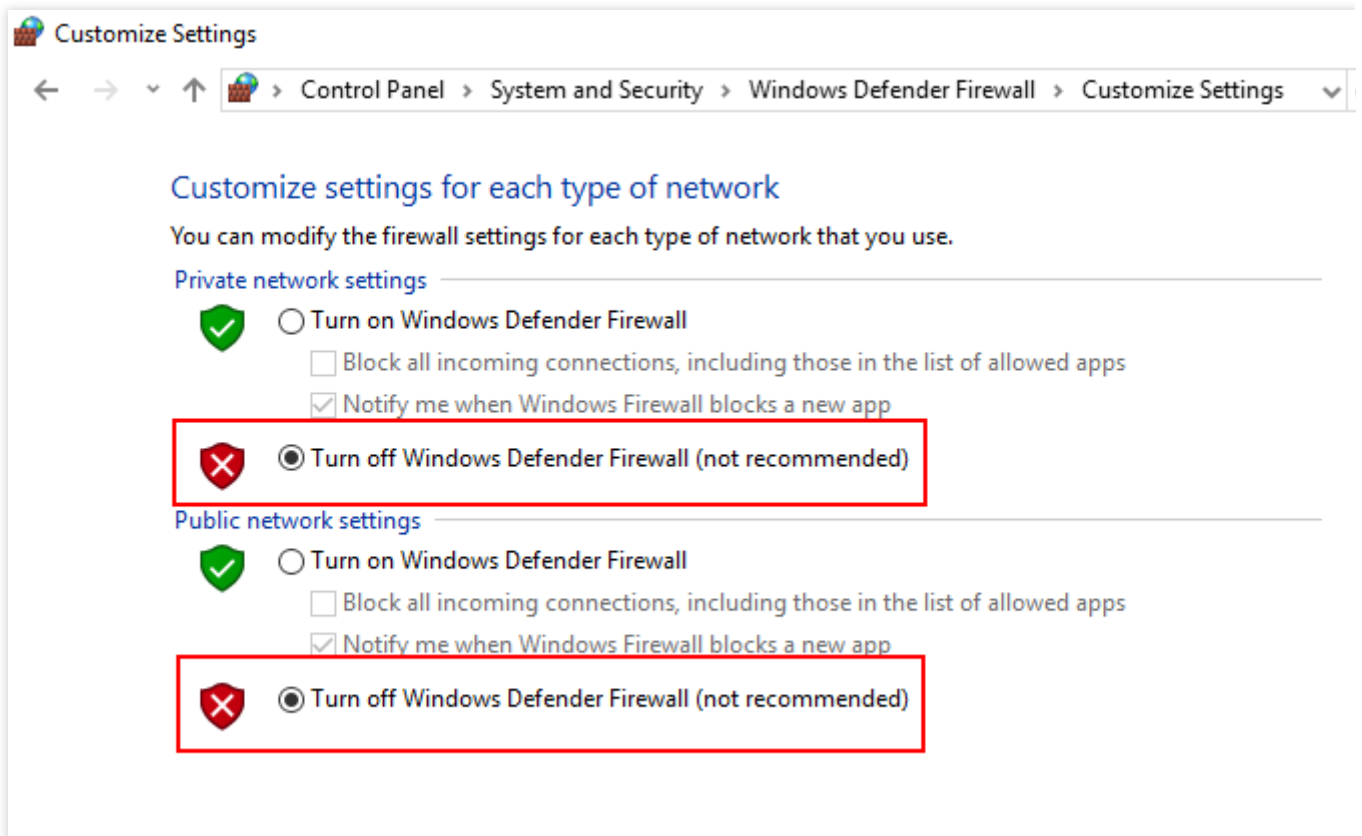 Customize Settings
Control Panel > System and Security > Windows Defender Firewall > Customize Settings
Customize settings for each type of network
You can modify the firewall settings for each type of network that you use.
Private network settings
Turn on Windows Defender Firewall
Block all incoming connections, including those in the list of allowed apps
Notify me when Windows Firewall blocks a new app
Turn off Windows Defender Firewall (not recommended)
Public network settings
Turn on Windows Defender Firewall
Block all incoming connections, including those in the list of allowed apps
Notify me when Windows Firewall blocks a new app
Turn off Windows Defender Firewall (not recommended)